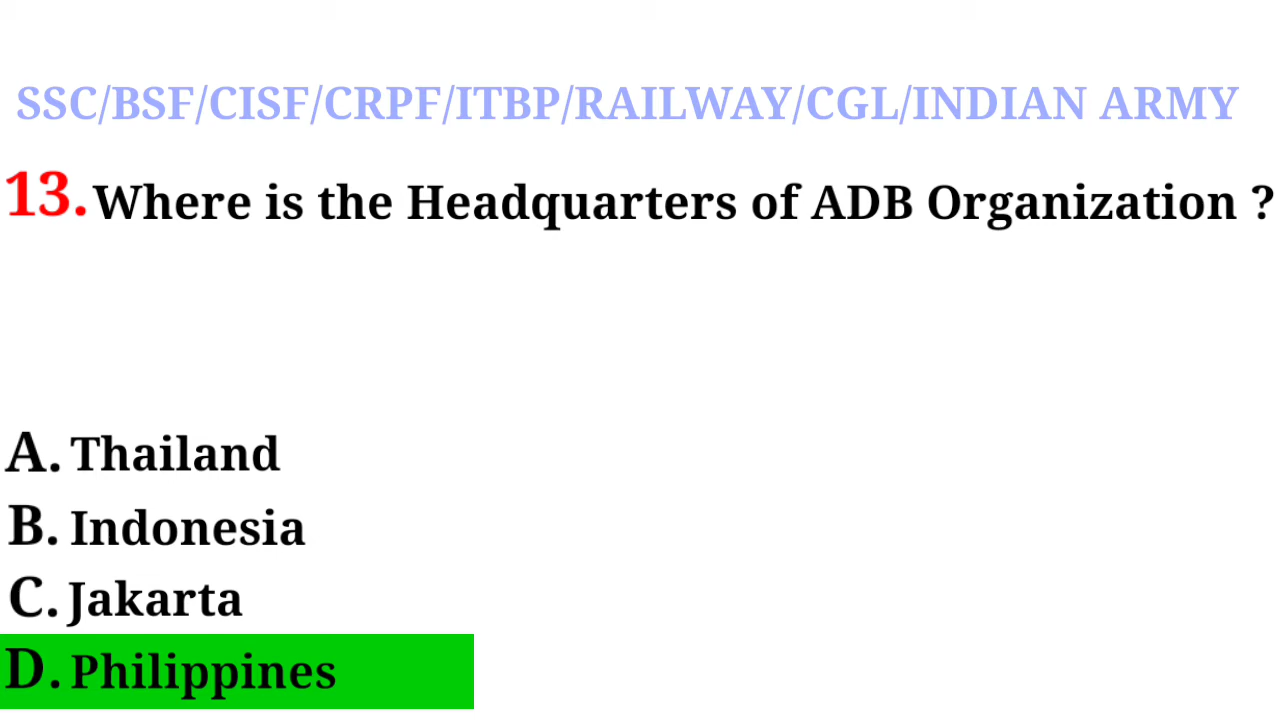 SSC/BSF/CISF/CRPF/ITBP/RAILWAY/CGL/INDIAN ARMY
13. Where is the Headquarters of ADB Organization ?
A. Thailand
B. Indonesia
C. Jakarta
D. Philippines